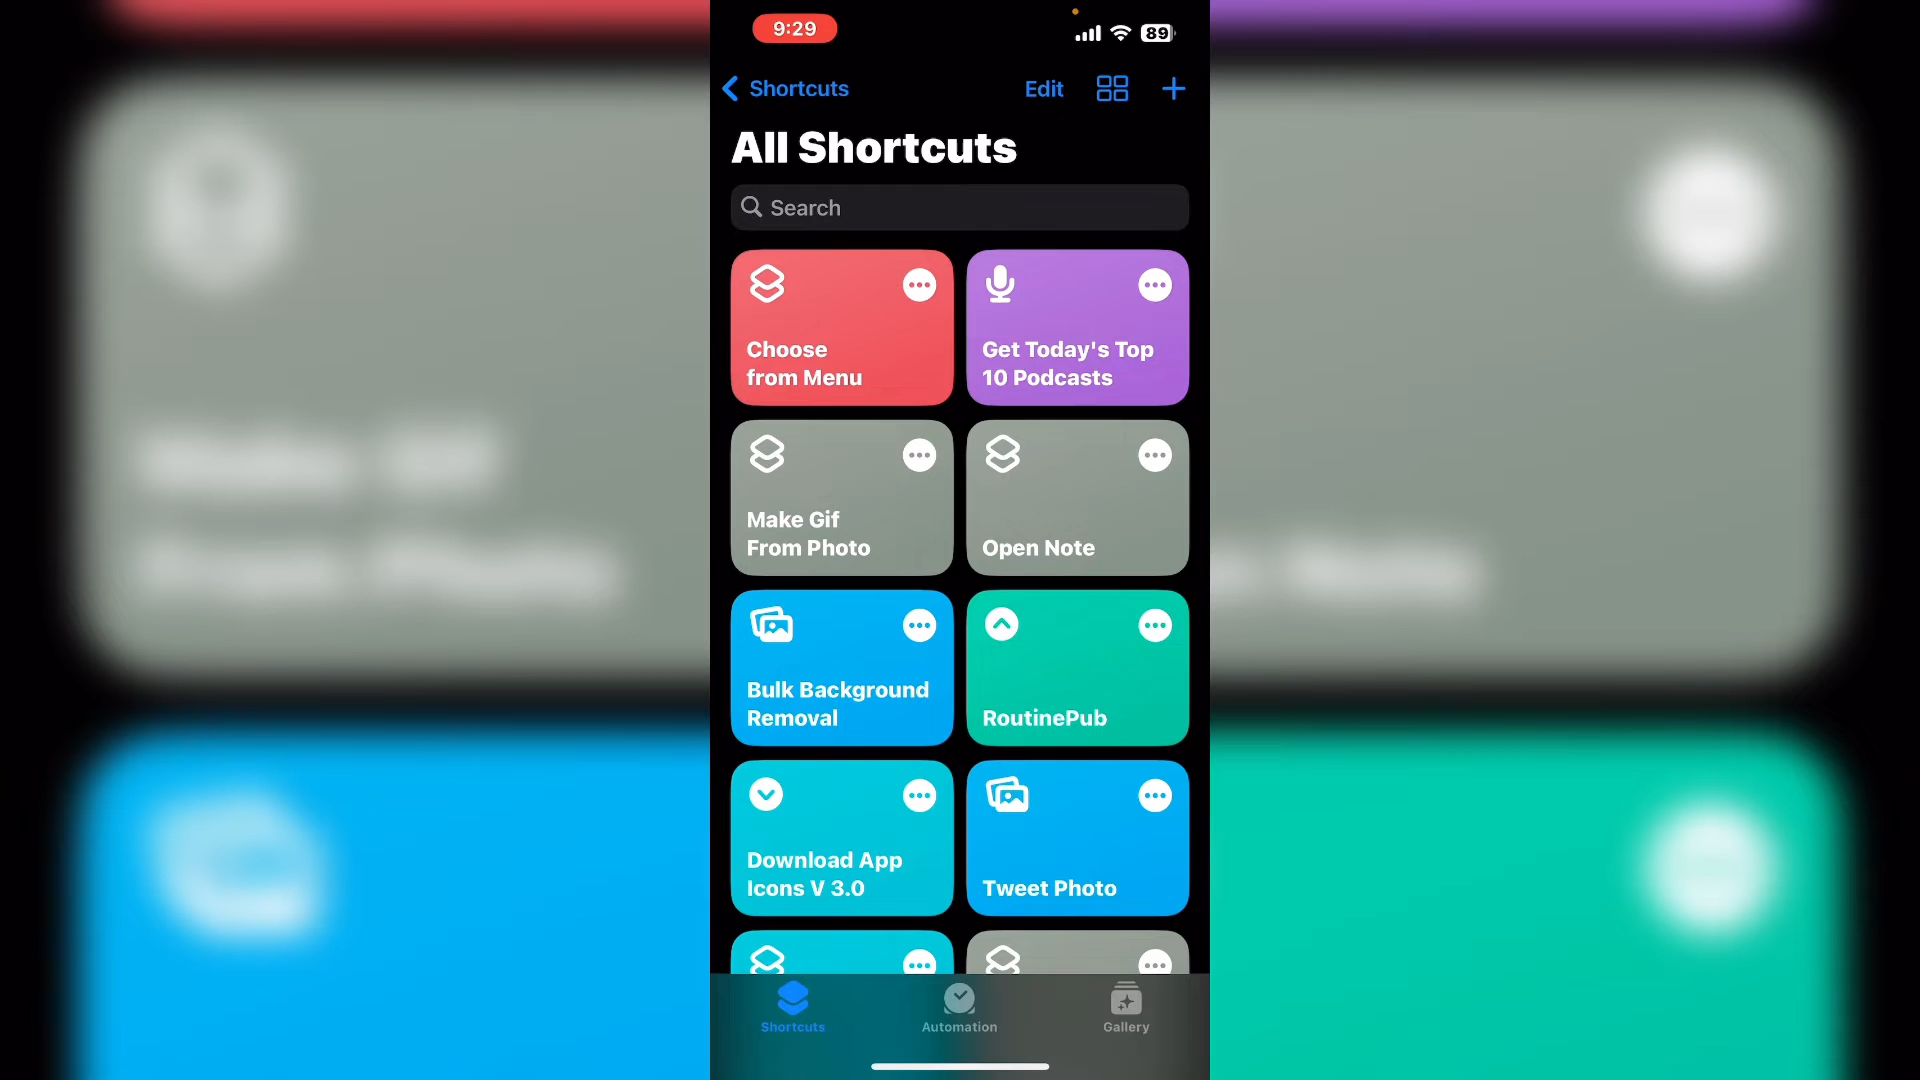 9:29
89
Shortcuts
Edit
All Shortcuts
Search
Choose
from Menu
Get Today's Top
10 Podcasts
Make Gif
From Photo
Open Note
Bulk Background
Removal
RoutinePub
Download App
Icons V 3.0
Tweet Photo
Shortcuts
Automation
Gallery